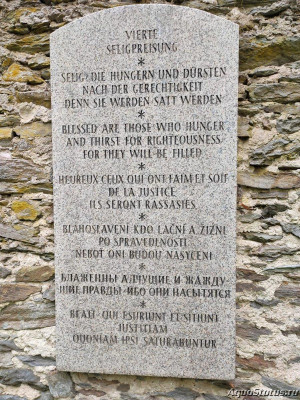 VIERTE
SELIGPREISUNG
*
SELIG, DIE HUNGERN UND DÜRSTEN
NACH DER GERECHTIGKEIT
DENN SIE WERDEN SATT WERDEN
*
BLESSED ARE THOSE WHO HUNGER
AND THIRST FOR RIGHTEOUSNESS
FOR THEY WILL BE FILLED
*
HEUREUX CEUX QUI ONT FAIM ET SOIF
DE LA JUSTICE
ILS SERONT RASSASIÉS
*
BLAHOSLAVENÍ KDO LAČNÍ A ŽÍZNÍ
PO SPRAVEDLNOSTI
NEBOŤ ONI BUDOU NASYCENI
*
БЛАЖЕННЫ АЛЧУЩИЕ И ЖАЖДУ-
ЩИЕ ПРАВДЫ ИБО ОНИ НАСЫТЯТСЯ
*
BEATI QUI ESURIUNT ET SITIUNT
JUSTITIAM
QUONIAM IPSI SATURABUNTUR
AquaStatus.ru